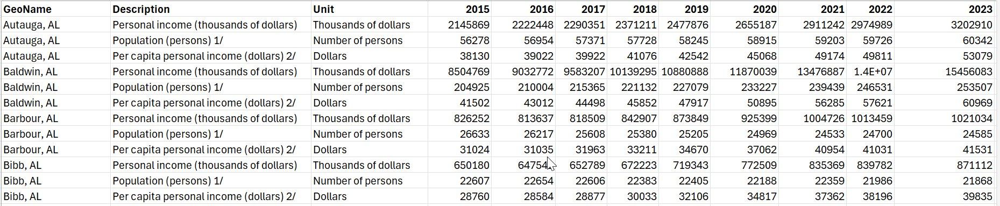 GeoName Description Unit 2015 2016 2017 2018 2019 2020 2021 2022 2023
Autauga, AL Personal income (thousands of dollars) Thousands of dollars 2145869 2222448 2290351 2371211 2477876 2655187 2911242 2974989 3202910
Autauga, AL Population (persons) 1/ Number of persons 56278 56954 57371 57728 58245 58915 59203 59726 60342
Autauga, AL Per capita personal income (dollars) 2/ Dollars 38130 39022 39922 41076 42542 45068 49174 49811 53079
Baldwin, AL Personal income (thousands of dollars) Thousands of dollars 8504769 9032772 9583207 10139295 10880888 11870039 13476887 1.4E+07 15456083
Baldwin, AL Population (persons) 1/ Number of persons 204925 210004 215365 221132 227079 233227 239439 246531 253507
Baldwin, AL Per capita personal income (dollars) 2/ Dollars 41502 43012 44498 45852 47917 50895 56285 57621 60969
Barbour, AL Personal income (thousands of dollars) Thousands of dollars 826252 813637 818509 842907 873849 925399 1004726 1013459 1021034
Barbour, AL Population (persons) 1/ Number of persons 26633 26217 25608 25380 25205 24969 24533 24700 24585
Barbour, AL Per capita personal income (dollars) 2/ Dollars 31024 31035 31963 33211 34670 37062 40954 41031 41531
Bibb, AL Personal income (thousands of dollars) Thousands of dollars 650180 652789 672223 719343 772509 835369 839782 871112
Bibb, AL Population (persons) 1/ Number of persons 22607 22654 22606 22383 22405 22188 22359 21986 21868
Bibb, AL Per capita personal income (dollars) 2/ Dollars 28760 28584 28877 30033 32106 34817 37362 38196 39835